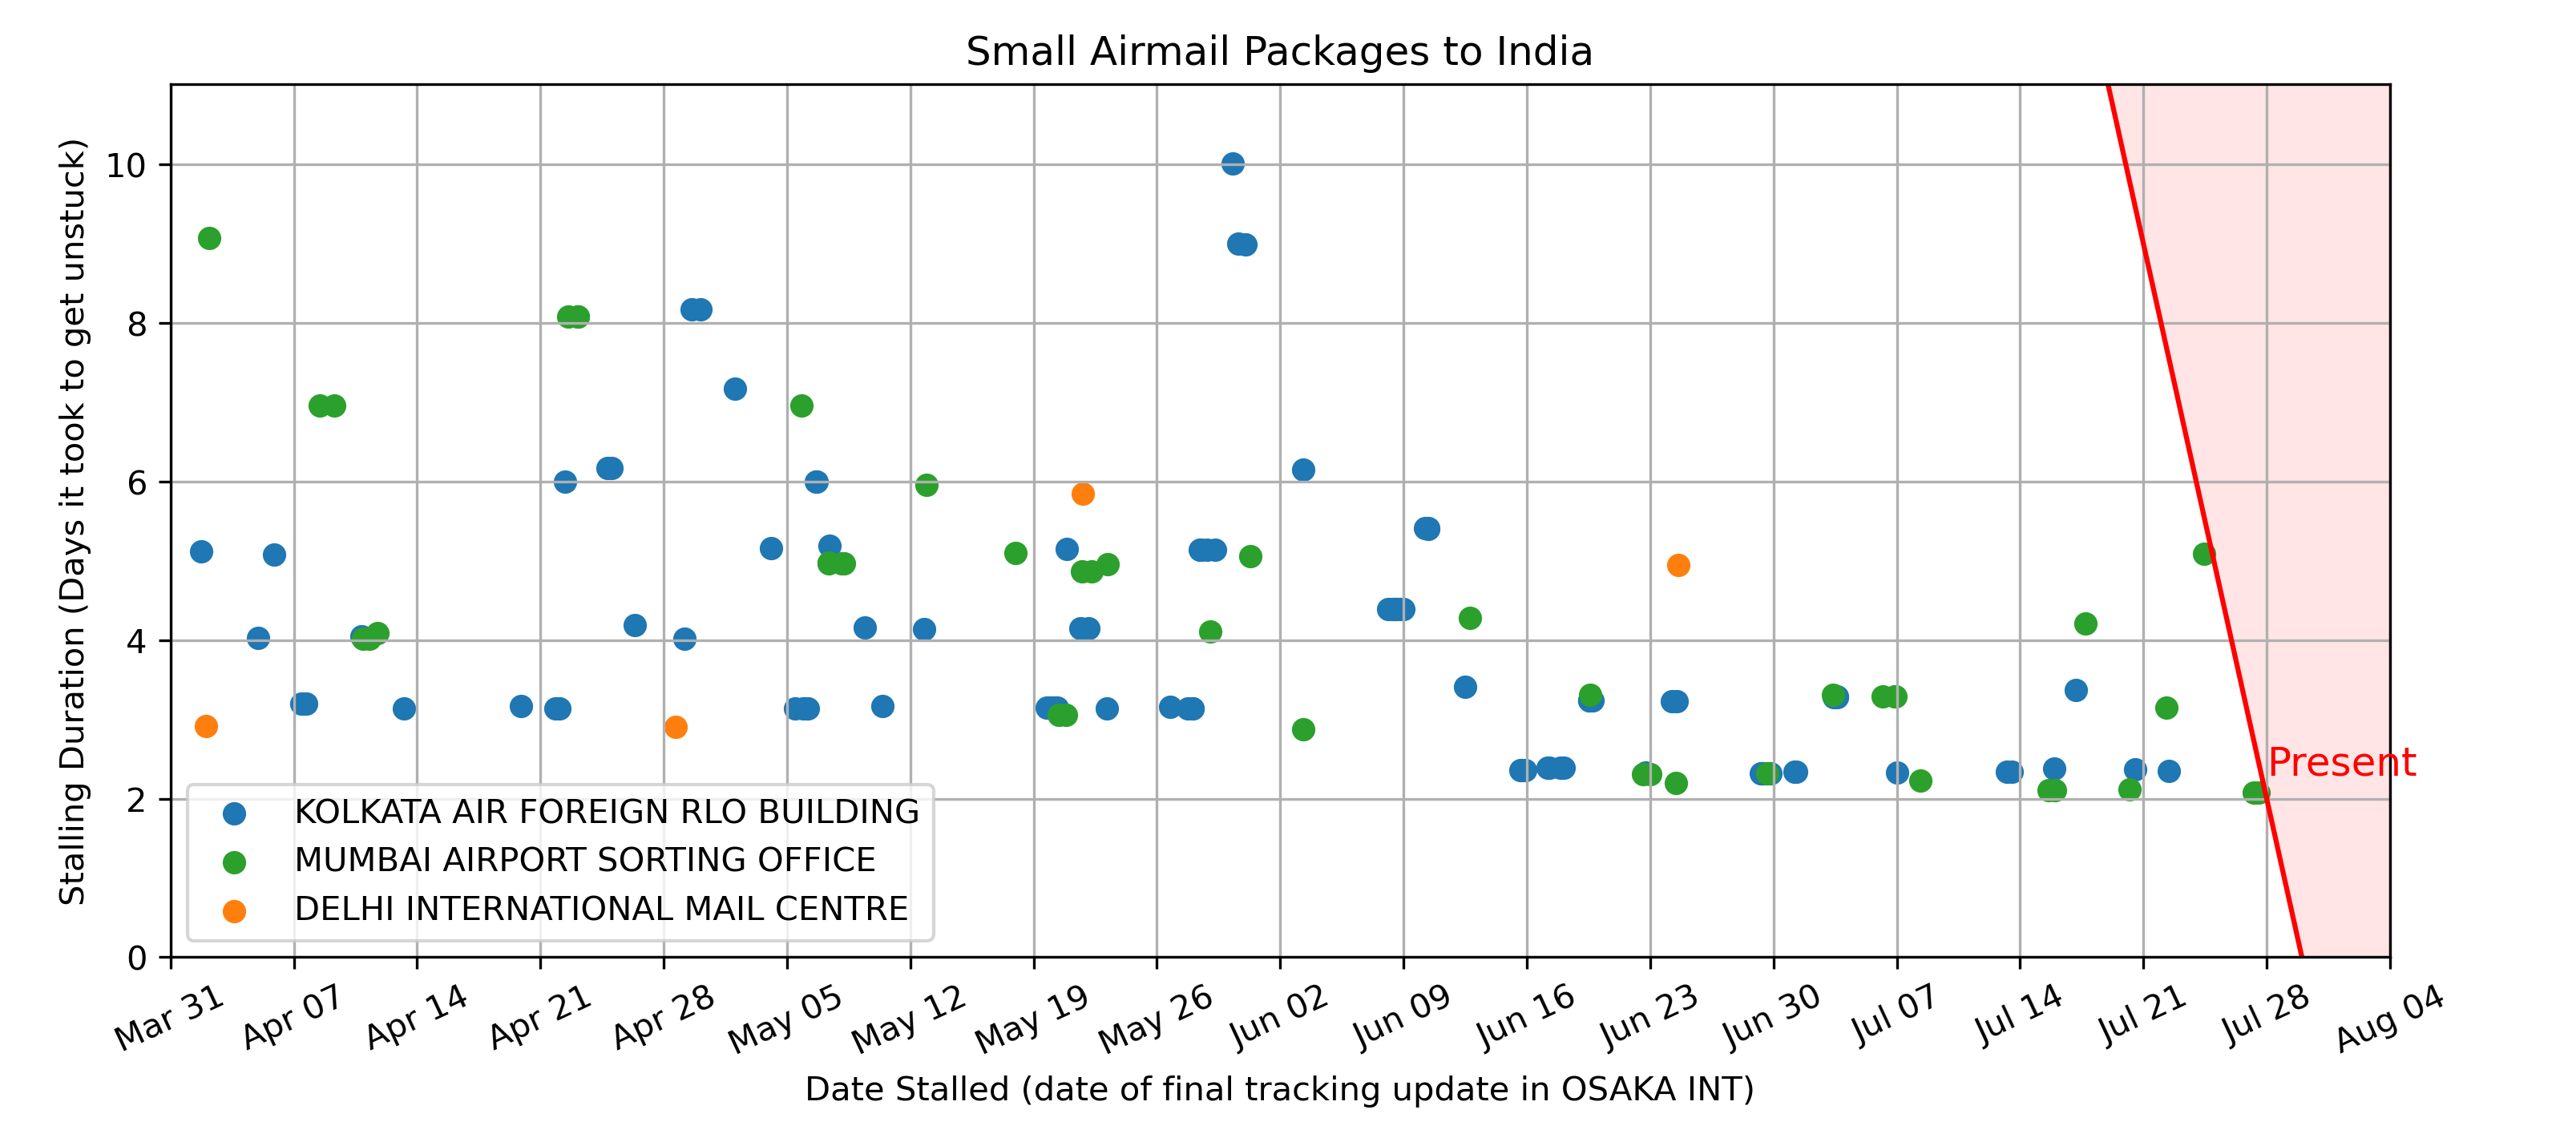 Small Airmail Packages to India
Stalling Duration (Days it took to get unstuck)
10
8
6
4
2
0
Present
KOLKATA AIR FOREIGN RLO BUILDING
MUMBAI AIRPORT SORTING OFFICE
DELHI INTERNATIONAL MAIL CENTRE
Mar 31
Apr 07
Apr 14
Apr 21
Apr 28
May 05
May 12
May 19
May 26
Jun 02
Jun 09
Jun 16
Jun 23
Jun 30
Jul 07
Jul 14
Jul 21
Jul 28
Aug 04
Date Stalled (date of final tracking update in OSAKA INT)